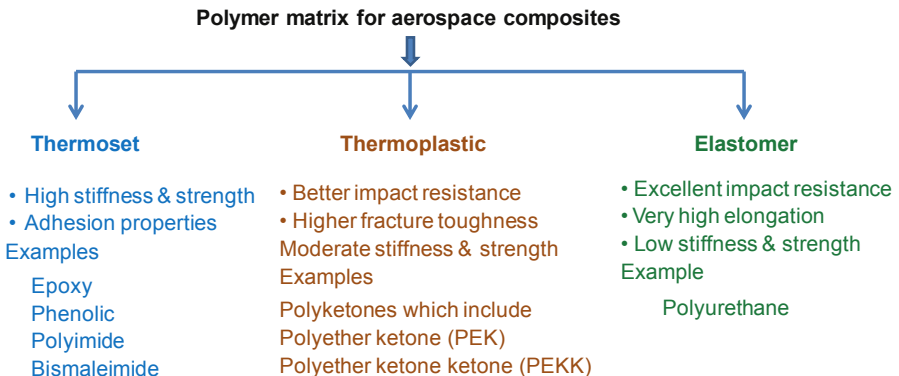 Polymer matrix for aerospace composites
Thermoset
• High stiffness & strength
• Adhesion properties
Examples
Epoxy
Phenolic
Polyimide
Bismaleimide
Thermoplastic
• Better impact resistance
• Higher fracture toughness
Moderate stiffness & strength
Examples
Polyketones which include
Polyether ketone (PEK)
Polyether ketone ketone (PEKK)
Elastomer
• Excellent impact resistance
• Very high elongation
• Low stiffness & strength
Example
Polyurethane